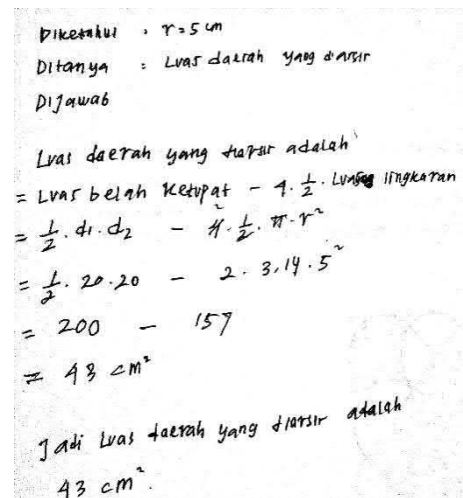 Diketahui : r = 5 cm
Ditanya : Luas daerah yang diarsir
Dijawab
Luas daerah yang diarsir adalah
= Luas belah ketupat - 4 . 1/2 . Luas lingkaran
= 1/2 . d1 . d2 - 4 . 1/2 . π . r²
= 1/2 . 20 . 20 - 2 . 3,14 . 5²
= 200 - 157
= 43 cm²
Jadi Luas daerah yang diarsir adalah
43 cm².